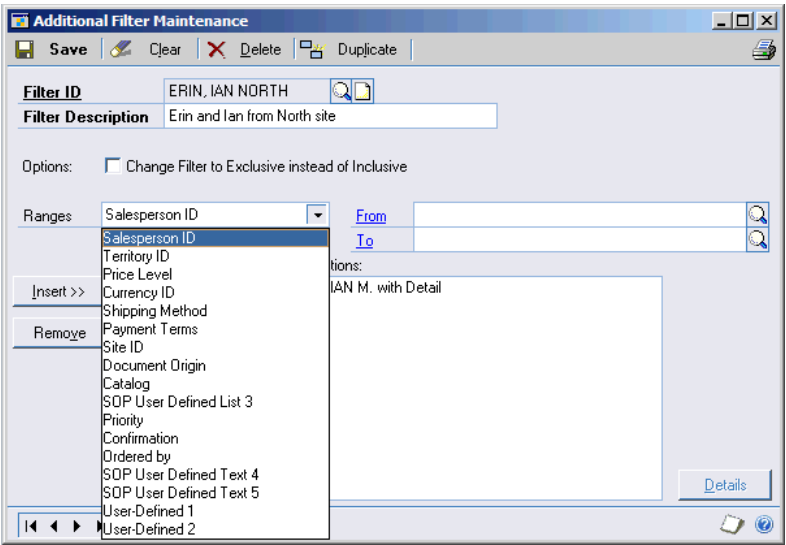 Additional Filter Maintenance
Save Clear Delete Duplicate
Filter ID ERIN, IAN NORTH
Filter Description Erin and Ian from North site
Options: Change Filter to Exclusive instead of Inclusive
Ranges Salesperson ID From
To
Salesperson ID
Territory ID
tions:
Price Level
Insert >> Currency ID IAN M. with Detail
Shipping Method
Remove Payment Terms
Site ID
Document Origin
Catalog
SOP User Defined List 3
Priority
Confirmation
Ordered by
SOP User Defined Text 4
SOP User Defined Text 5
Details
User-Defined 1
User-Defined 2